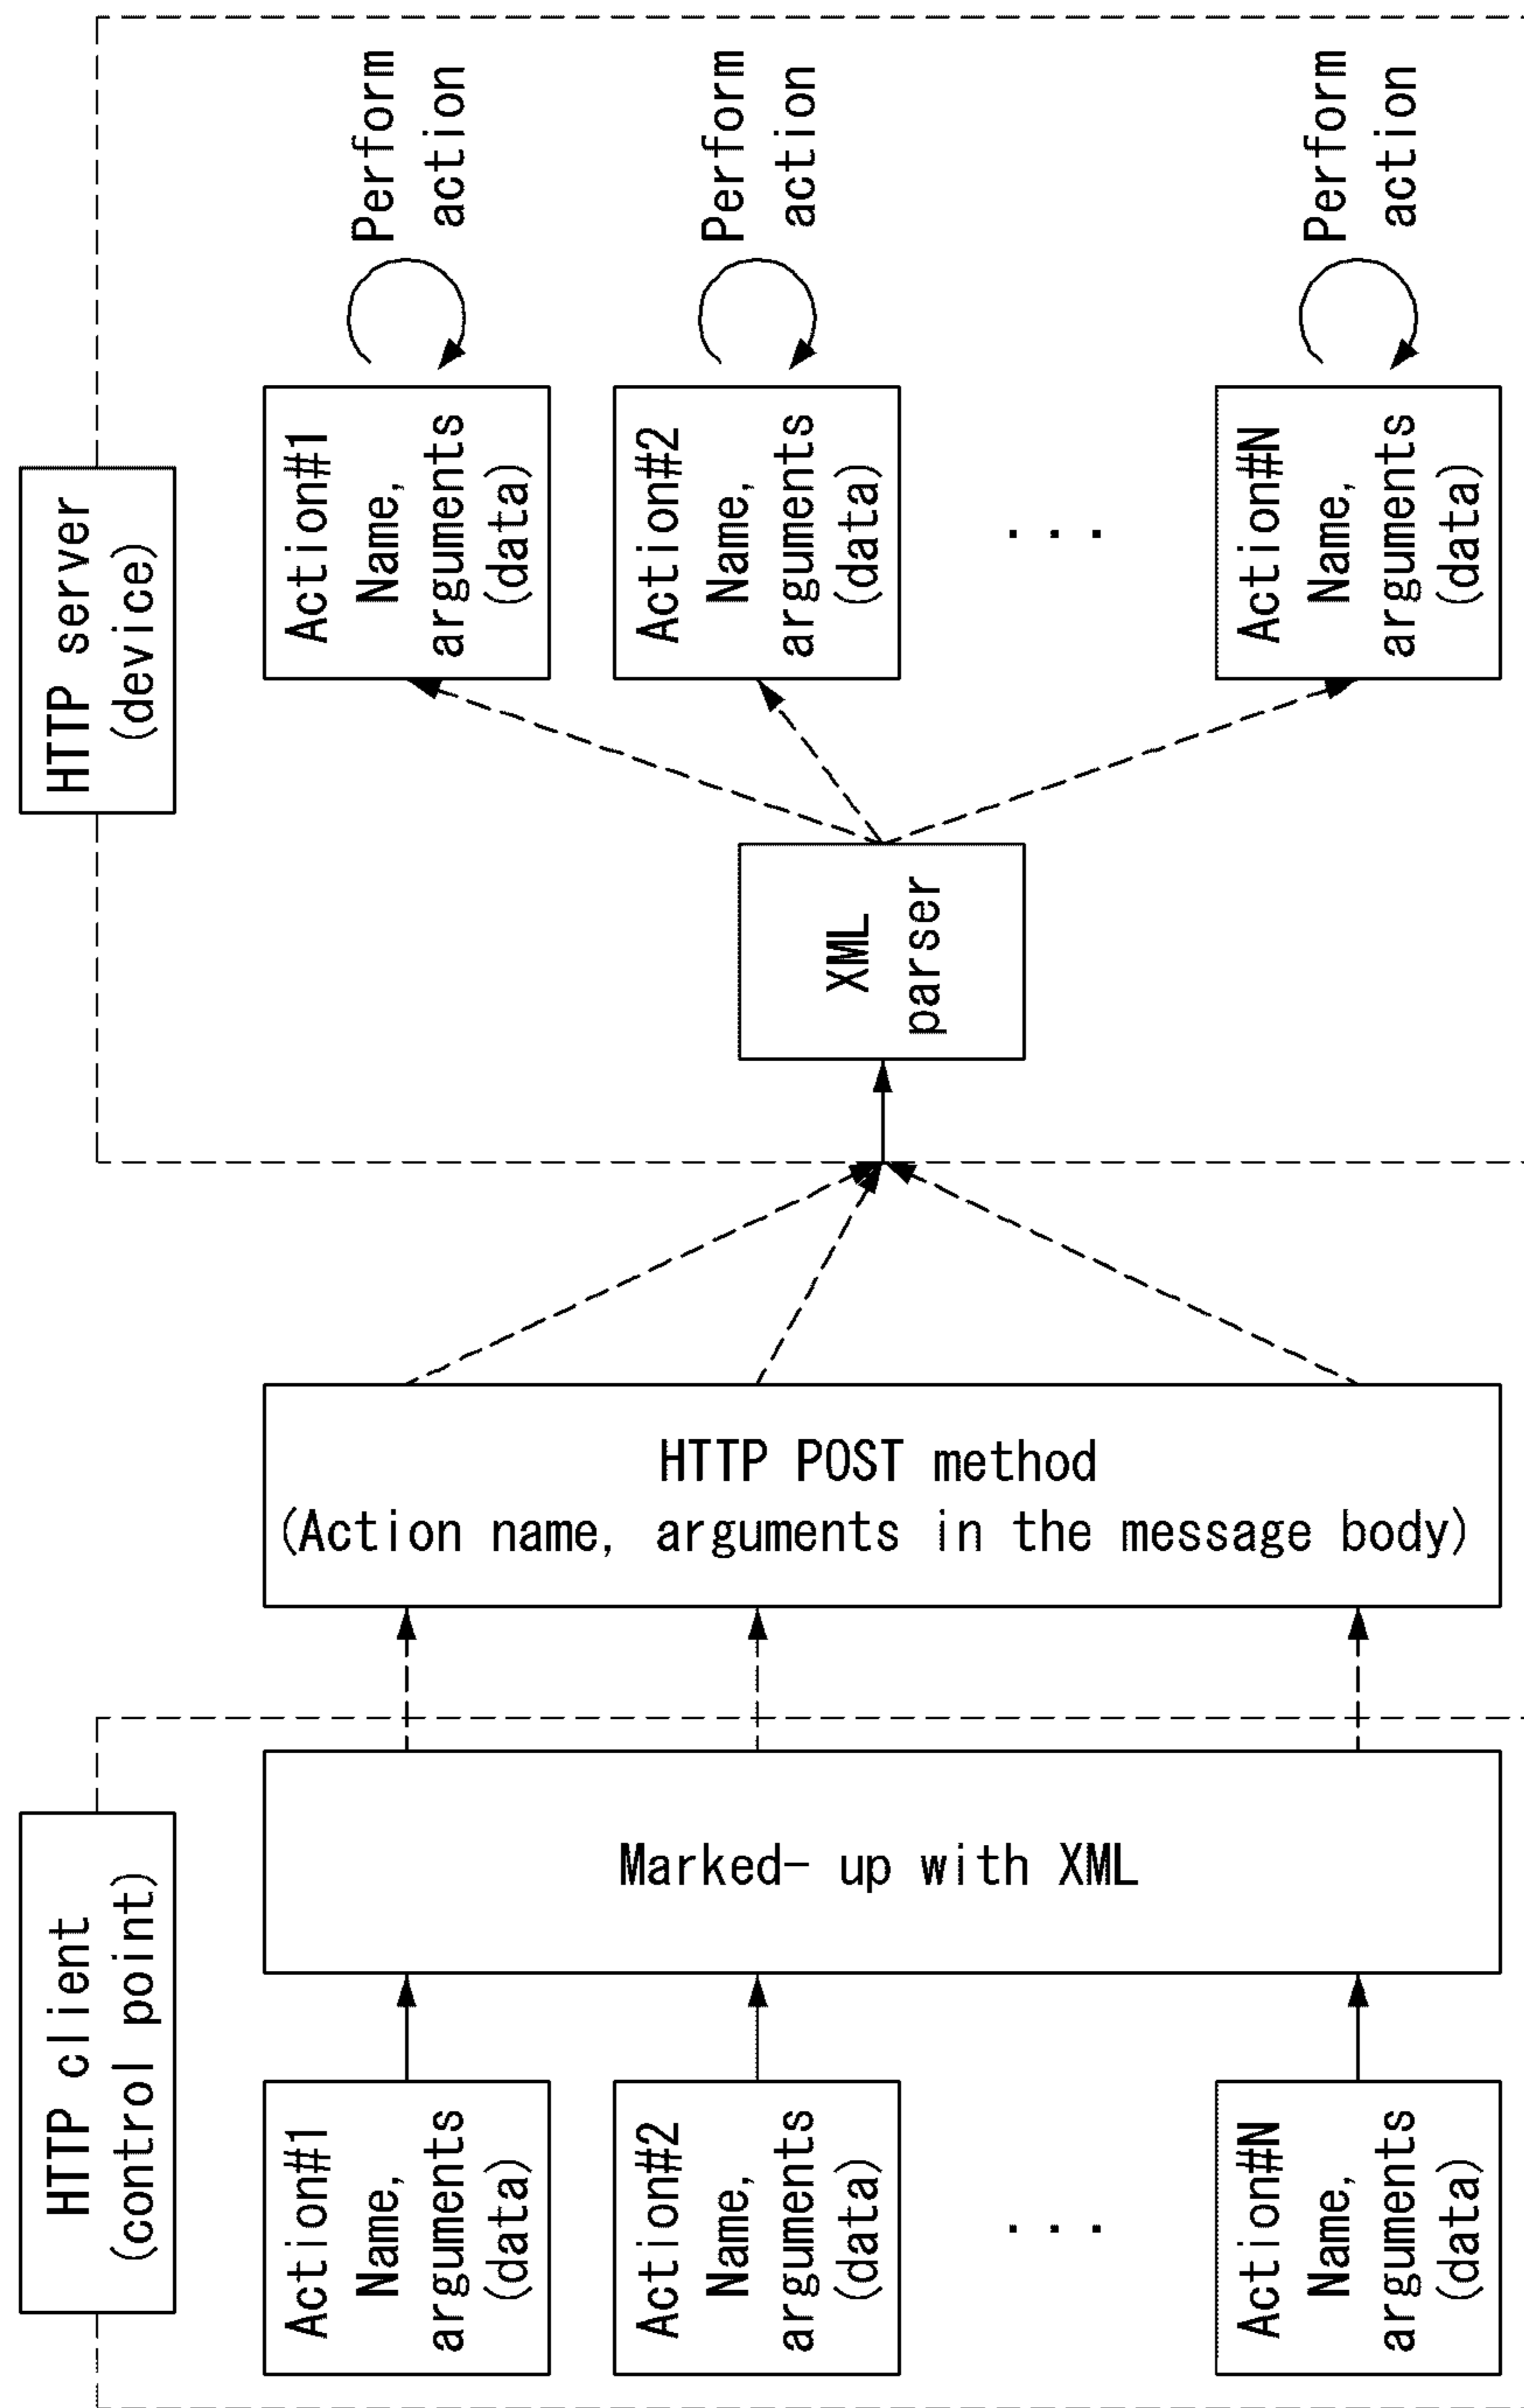 HTTP client
(control point)
Action#1
Name,
arguments
(data)
Action#2
Name,
arguments
(data)
...
Action#N
Name,
arguments
(data)
Marked- up with XML
HTTP POST method
(Action name, arguments in the message body)
HTTP server
(device)
XML
parser
Action#1
Name,
arguments
(data)
Perform
action
Action#2
Name,
arguments
(data)
Perform
action
...
Action#N
Name,
arguments
(data)
Perform
action